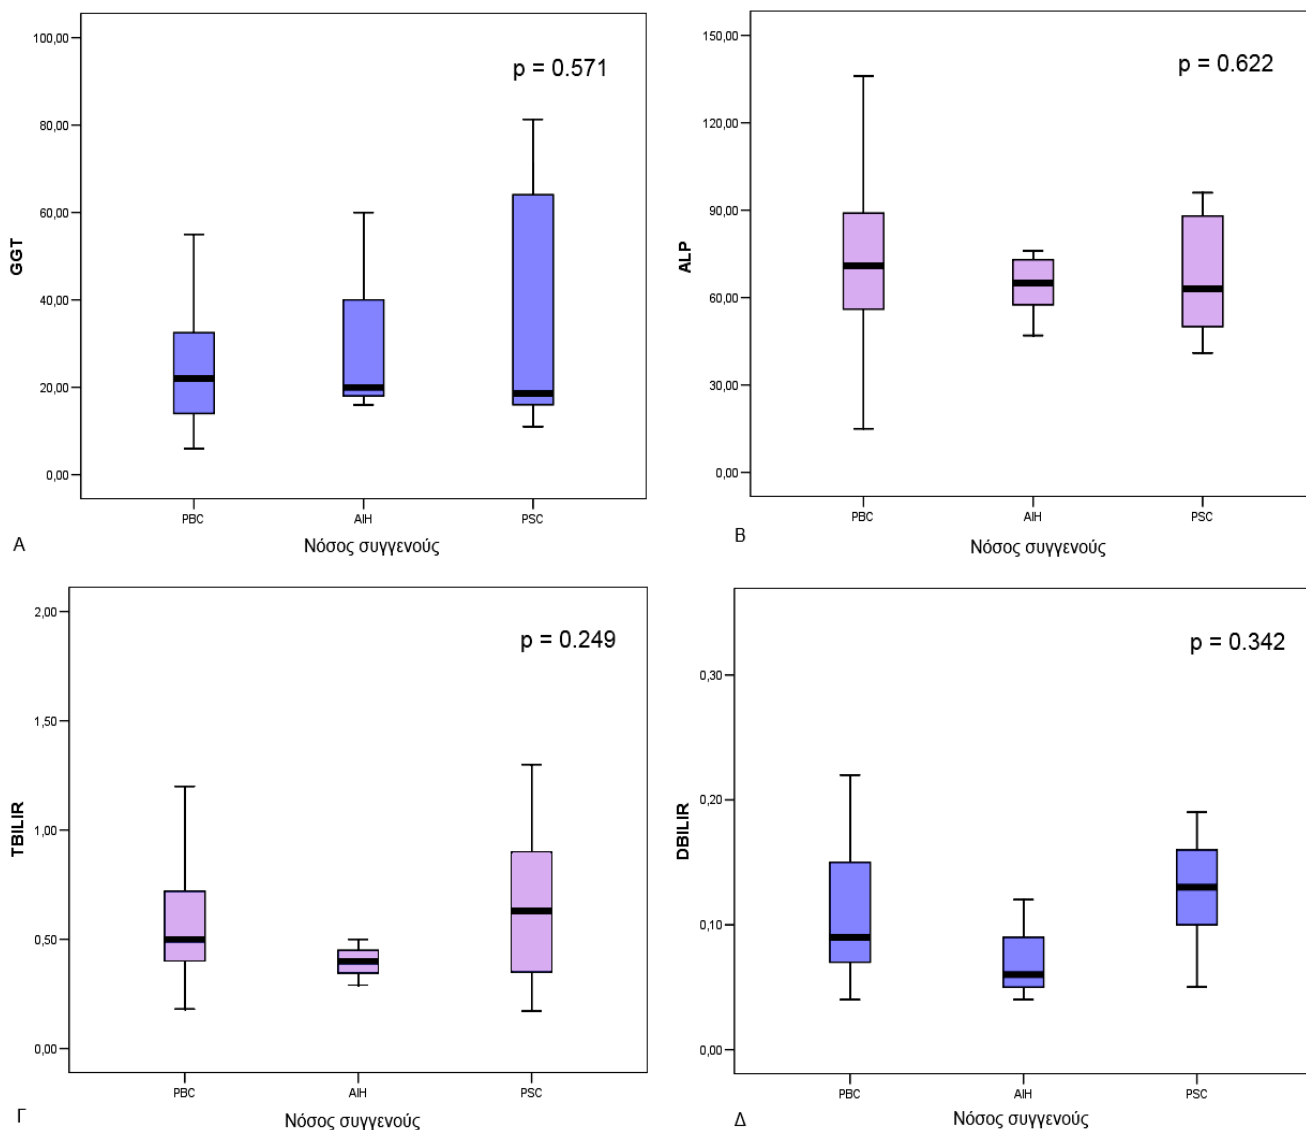 100,00
80,00
60,00
40,00
20,00
0,00
GGT
p = 0.571
PBC AIH PSC
Νόσος συγγενούς
Α
150,00
120,00
90,00
60,00
30,00
0,00
ALP
p = 0.622
PBC AIH PSC
Νόσος συγγενούς
Β
2,00
1,50
1,00
0,50
0,00
TBILIR
p = 0.249
PBC AIH PSC
Νόσος συγγενούς
Γ
0,30
0,20
0,10
0,00
DBILIR
p = 0.342
PBC AIH PSC
Νόσος συγγενούς
Δ